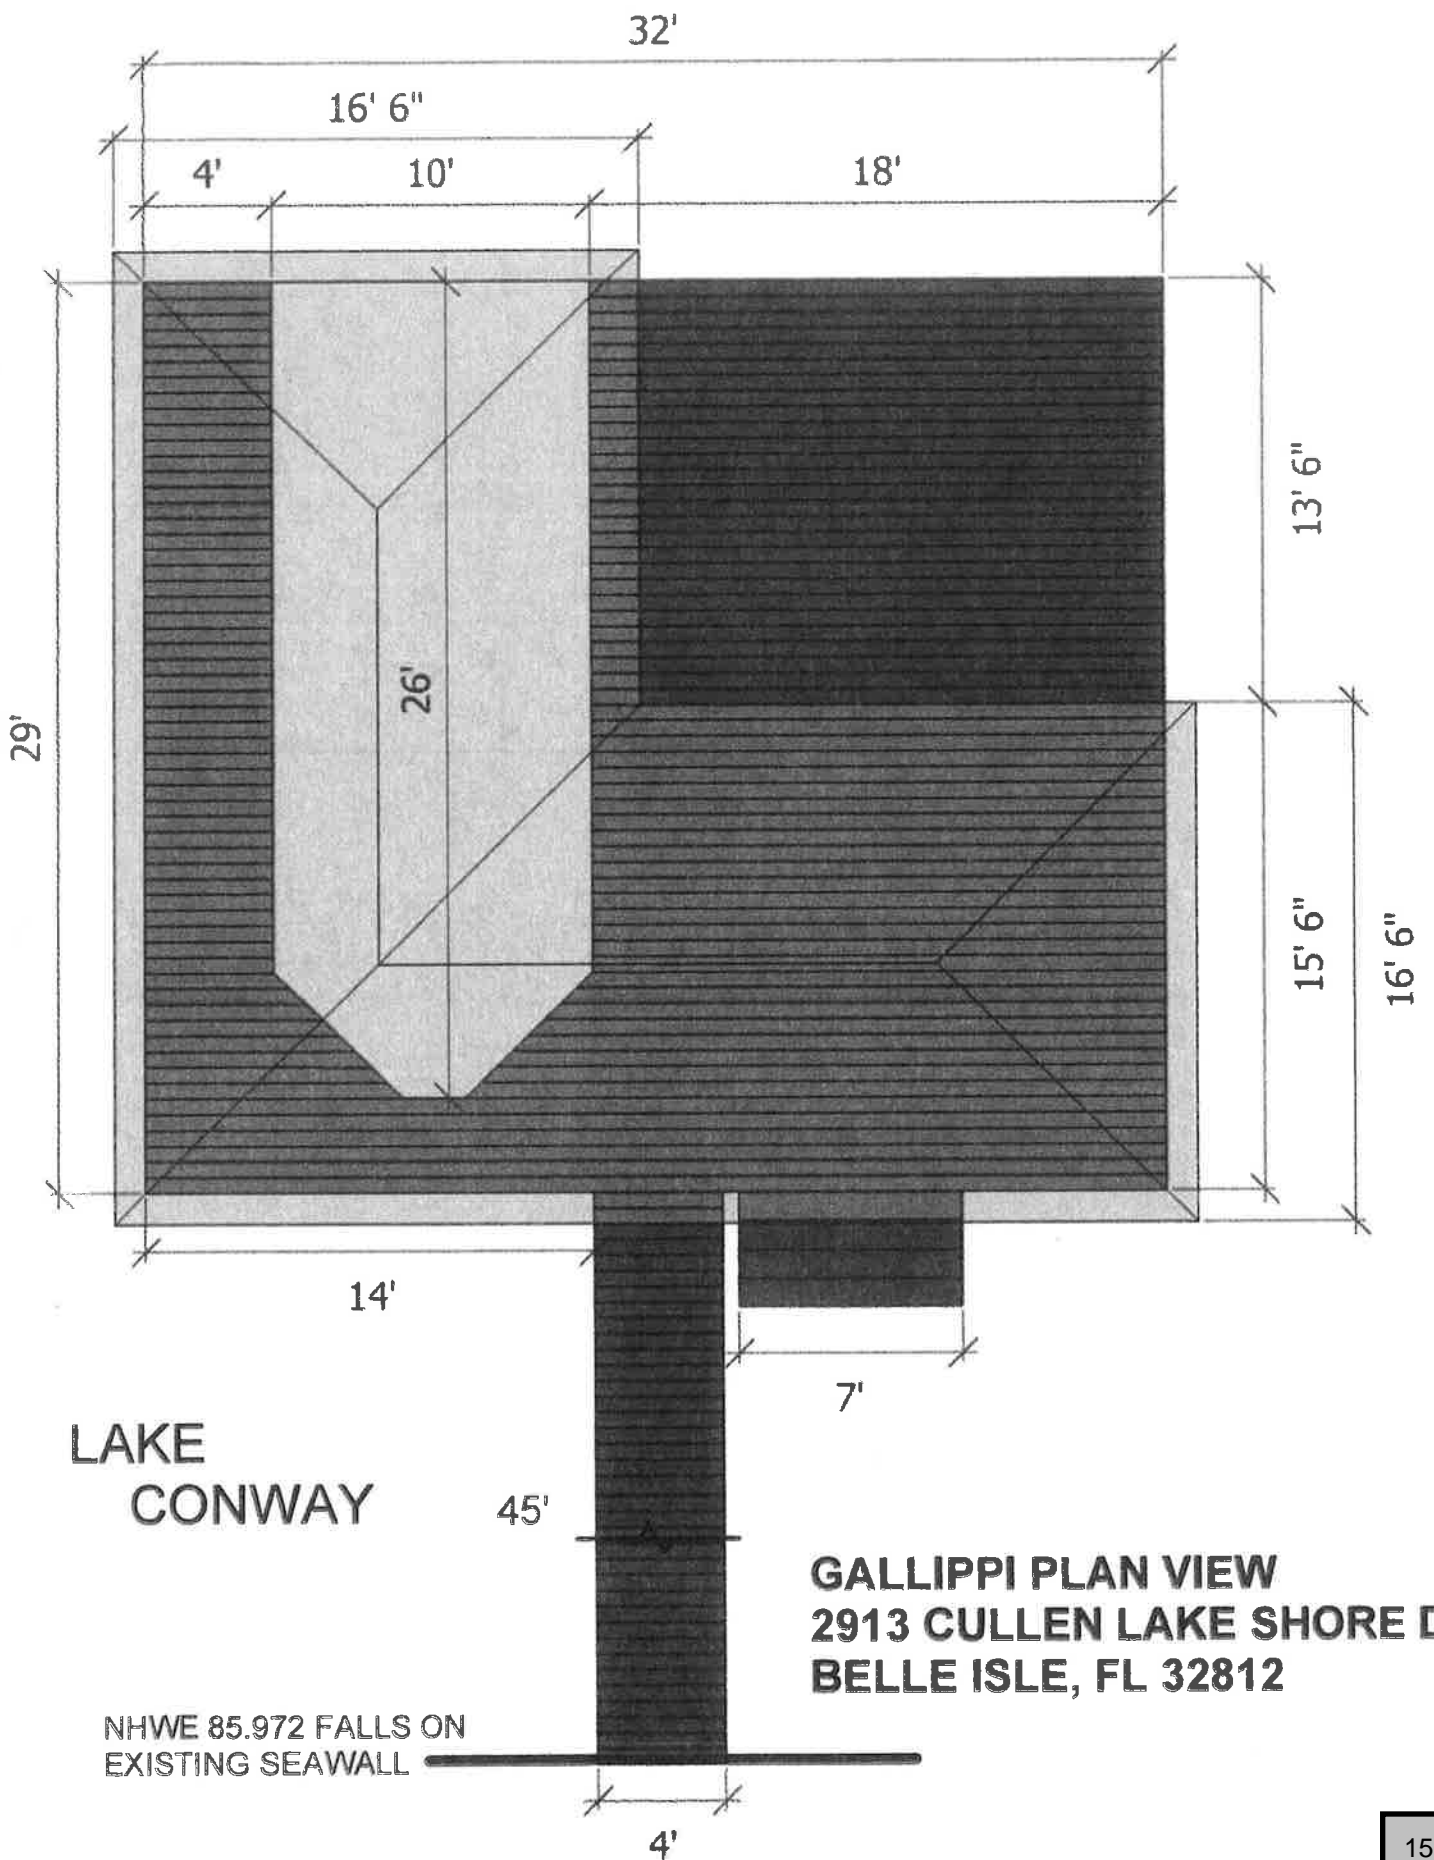 32'
16' 6"
4'
10'
18'
13' 6"
26'
29'
15' 6"
16' 6"
14'
7'
LAKE
CONWAY
45'
GALLIPPI PLAN VIEW
2913 CULLEN LAKE SHORE D
BELLE ISLE, FL 32812
NHWE 85.972 FALLS ON
EXISTING SEAWALL
4'
15